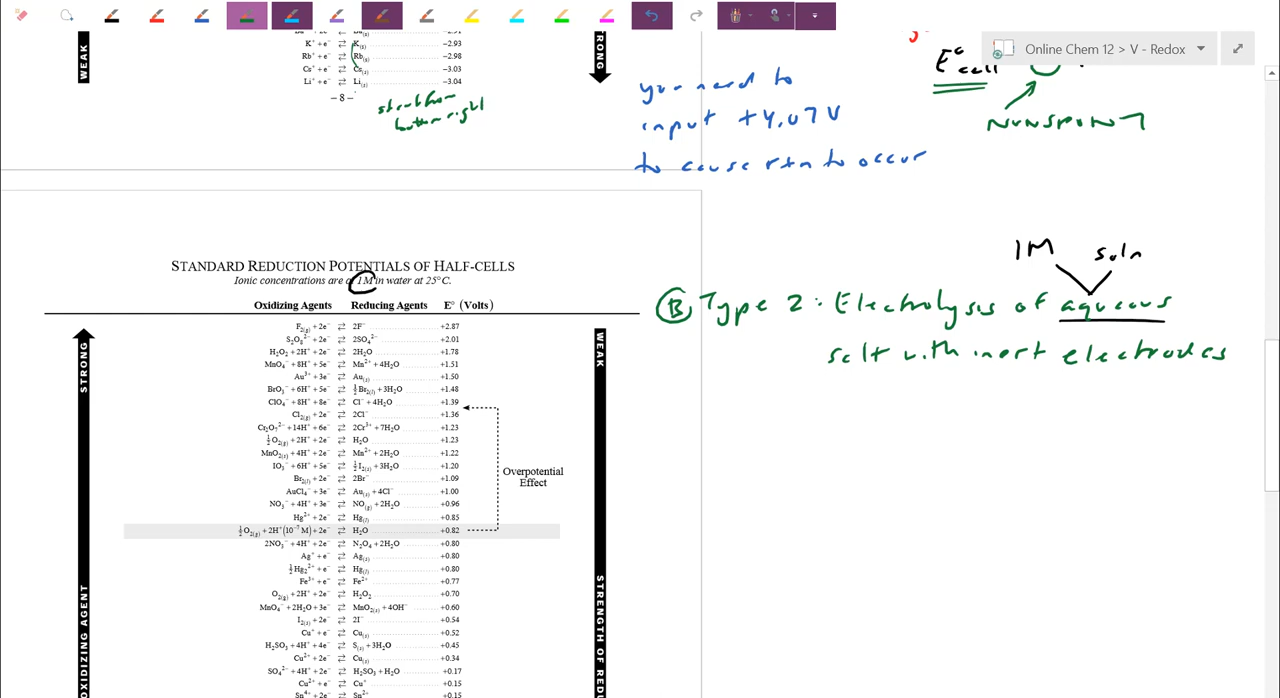 Online Chem 12 > V - Redox
WEAK
K⁺ + e⁻ ⇌ K(s) −2.93
Rb⁺ + e⁻ ⇌ Rb(s) −2.98
Cs⁺ + e⁻ ⇌ Cs(s) −3.03
Li⁺ + e⁻ ⇌ Li(s) −3.04
−8−
start from
bottom right
you need to
input +4.07V
to cause rxn to occur
E° cell
NONSPONT
STANDARD REDUCTION POTENTIALS OF HALF-CELLS
Ionic concentrations are at 1M in water at 25°C.
Oxidizing Agents Reducing Agents E° (Volts)
STRONG
WEAK
F₂(g) + 2e⁻ ⇌ 2F⁻ +2.87
S₂O₈²⁻ + 2e⁻ ⇌ 2SO₄²⁻ +2.01
H₂O₂ + 2H⁺ + 2e⁻ ⇌ 2H₂O +1.78
MnO₄⁻ + 8H⁺ + 5e⁻ ⇌ Mn²⁺ + 4H₂O +1.51
Au³⁺ + 3e⁻ ⇌ Au(s) +1.50
BrO₃⁻ + 6H⁺ + 5e⁻ ⇌ ½Br₂(l) + 3H₂O +1.48
ClO₄⁻ + 8H⁺ + 8e⁻ ⇌ Cl⁻ + 4H₂O +1.39
Cl₂(g) + 2e⁻ ⇌ 2Cl⁻ +1.36
Cr₂O₇²⁻ + 14H⁺ + 6e⁻ ⇌ 2Cr³⁺ + 7H₂O +1.23
½O₂(g) + 2H⁺ + 2e⁻ ⇌ H₂O +1.23
MnO₂(s) + 4H⁺ + 2e⁻ ⇌ Mn²⁺ + 2H₂O +1.22
IO₃⁻ + 6H⁺ + 5e⁻ ⇌ ½I₂(s) + 3H₂O +1.20
Br₂(l) + 2e⁻ ⇌ 2Br⁻ +1.09
AuCl₄⁻ + 3e⁻ ⇌ Au(s) + 4Cl⁻ +1.00
NO₃⁻ + 4H⁺ + 3e⁻ ⇌ NO(g) + 2H₂O +0.96
Hg²⁺ + 2e⁻ ⇌ Hg(l) +0.85
½O₂(g) + 2H⁺(10⁻⁷ M) + 2e⁻ ⇌ H₂O +0.82
2NO₃⁻ + 4H⁺ + 2e⁻ ⇌ N₂O₄ + 2H₂O +0.80
Ag⁺ + e⁻ ⇌ Ag(s) +0.80
½Hg₂²⁺ + e⁻ ⇌ Hg(l) +0.80
Fe³⁺ + e⁻ ⇌ Fe²⁺ +0.77
O₂(g) + 2H⁺ + 2e⁻ ⇌ H₂O₂ +0.70
MnO₄⁻ + 2H₂O + 3e⁻ ⇌ MnO₂(s) + 4OH⁻ +0.60
I₂(s) + 2e⁻ ⇌ 2I⁻ +0.54
Cu⁺ + e⁻ ⇌ Cu(s) +0.52
H₂SO₃ + 4H⁺ + 4e⁻ ⇌ S(s) + 3H₂O +0.45
Cu²⁺ + 2e⁻ ⇌ Cu(s) +0.34
SO₄²⁻ + 4H⁺ + 2e⁻ ⇌ H₂SO₃ + H₂O +0.17
Cu²⁺ + e⁻ ⇌ Cu⁺ +0.15
Sn⁴⁺ + 2e⁻ ⇌ Sn²⁺ +0.15
Overpotential
Effect
OXIDIZING AGENT
STRENGTH OF
1M soln
B Type 2: Electrolysis of aqueous
salt with inert electrodes